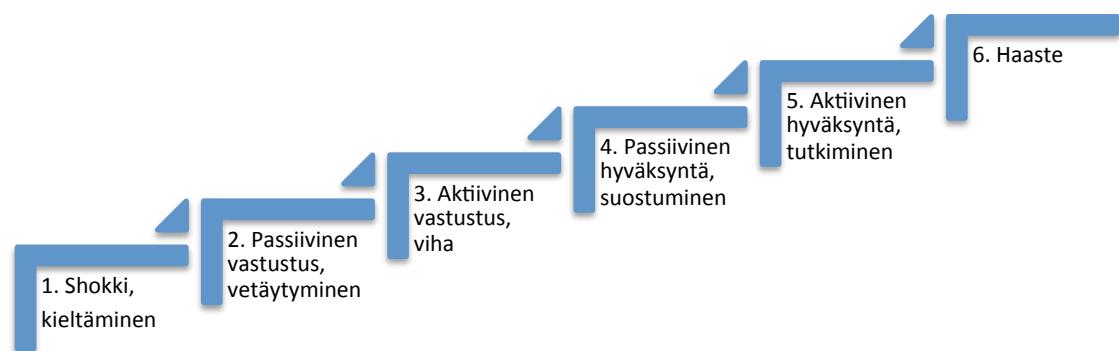 1. Shokki,
kieltäminen
2. Passiivinen
vastustus,
vetäytyminen
3. Aktiivinen
vastustus,
viha
4. Passiivinen
hyväksyntä,
suostuminen
5. Aktiivinen
hyväksyntä,
tutkiminen
6. Haaste